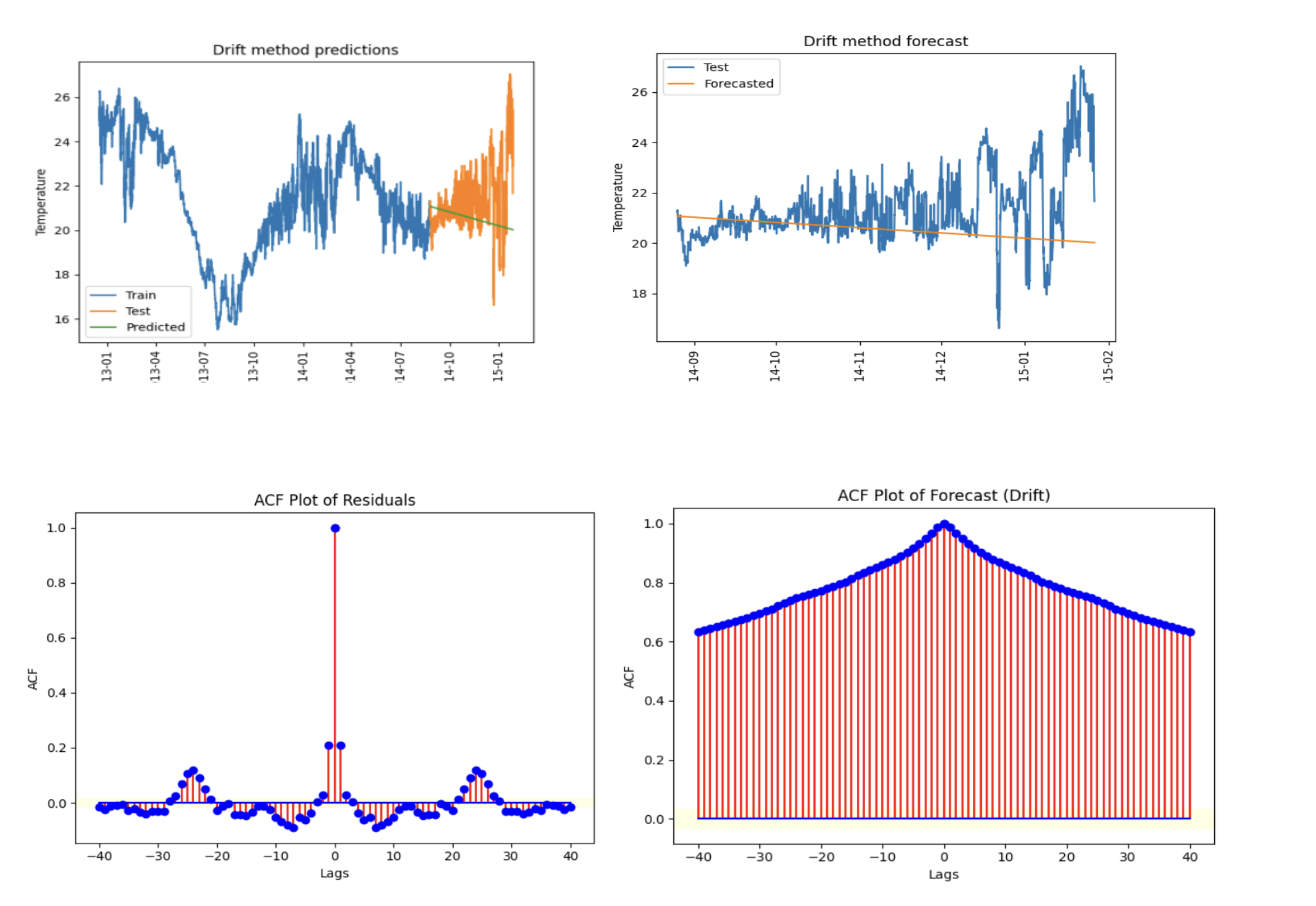 Drift method predictions
Temperature
26
24
22
20
18
16
Train
Test
Predicted
13-01
13-04
13-07
13-10
14-01
14-04
14-07
14-10
15-01
Drift method forecast
Temperature
26
24
22
20
18
Test
Forecasted
14-09
14-10
14-11
14-12
15-01
15-02
ACF Plot of Residuals
ACF
1.0
0.8
0.6
0.4
0.2
0.0
−40 −30 −20 −10 0 10 20 30 40
Lags
ACF Plot of Forecast (Drift)
ACF
1.0
0.8
0.6
0.4
0.2
0.0
−40 −30 −20 −10 0 10 20 30 40
Lags